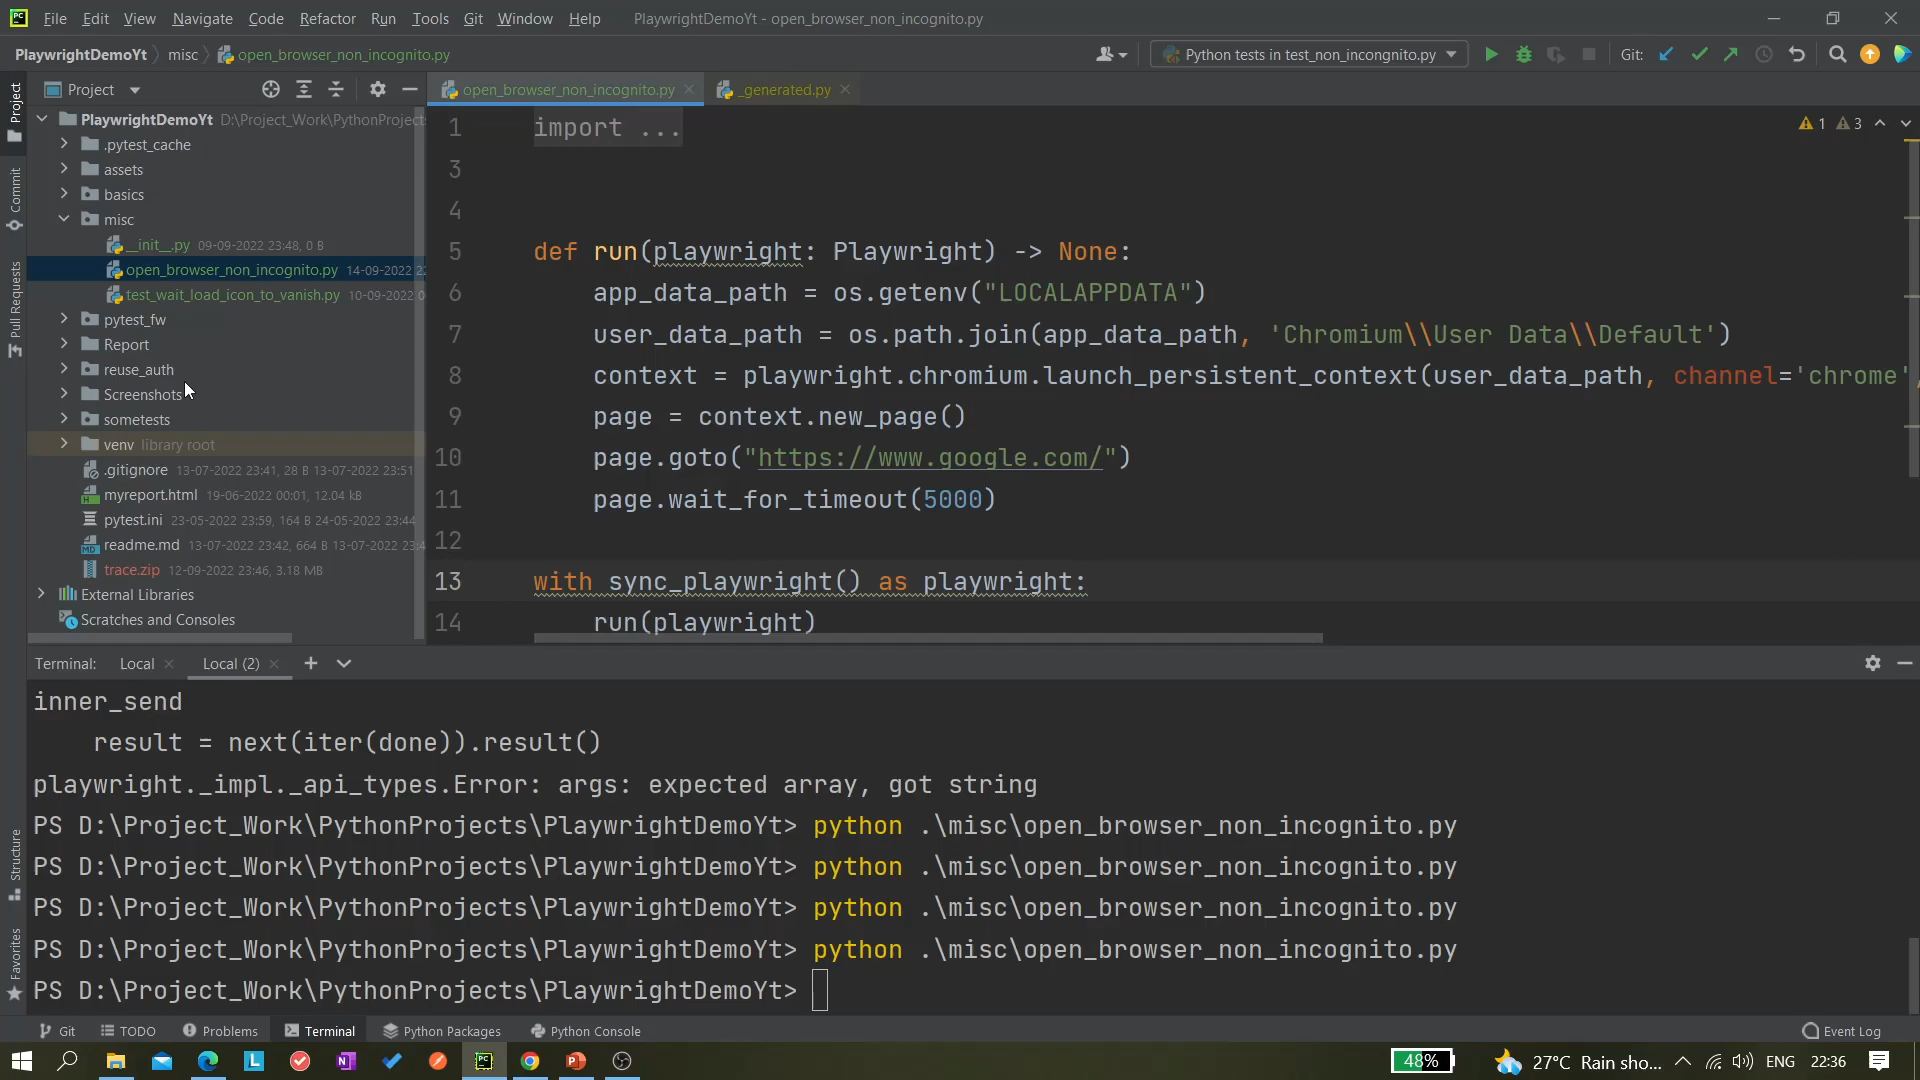 File Edit View Navigate Code Refactor Run Tools Git Window Help PlaywrightDemoYt - open_browser_non_incognito.py
PlaywrightDemoYt misc open_browser_non_incognito.py Python tests in test_non_incongnito.py Git:
Project
open_browser_non_incognito.py
_generated.py
PlaywrightDemoYt D:\Project_Work\PythonProject
.pytest_cache
assets
basics
misc
__init__.py 09-09-2022 23:48, 0 B
open_browser_non_incognito.py 14-09-2022 22
test_wait_load_icon_to_vanish.py 10-09-2022 0
pytest_fw
Report
reuse_auth
Screenshots
sometests
venv library root
.gitignore 13-07-2022 23:41, 28 B 13-07-2022 23:51
myreport.html 19-06-2022 00:01, 12.04 kB
pytest.ini 23-05-2022 23:59, 164 B 24-05-2022 23:44
readme.md 13-07-2022 23:42, 664 B 13-07-2022 23:4
trace.zip 12-09-2022 23:46, 3.18 MB
External Libraries
Scratches and Consoles
Project
Commit
Pull Requests
Structure
Favorites
1 3
1 import ...
3
4
5 def run(playwright: Playwright) -> None:
6 app_data_path = os.getenv("LOCALAPPDATA")
7 user_data_path = os.path.join(app_data_path, 'Chromium\\User Data\\Default')
8 context = playwright.chromium.launch_persistent_context(user_data_path, channel='chrome',
9 page = context.new_page()
10 page.goto("https://www.google.com/")
11 page.wait_for_timeout(5000)
12
13 with sync_playwright() as playwright:
14 run(playwright)
Terminal: Local Local (2)
inner_send
result = next(iter(done)).result()
playwright._impl._api_types.Error: args: expected array, got string
PS D:\Project_Work\PythonProjects\PlaywrightDemoYt> python .\misc\open_browser_non_incognito.py
PS D:\Project_Work\PythonProjects\PlaywrightDemoYt> python .\misc\open_browser_non_incognito.py
PS D:\Project_Work\PythonProjects\PlaywrightDemoYt> python .\misc\open_browser_non_incognito.py
PS D:\Project_Work\PythonProjects\PlaywrightDemoYt> python .\misc\open_browser_non_incognito.py
PS D:\Project_Work\PythonProjects\PlaywrightDemoYt>
Git TODO Problems Terminal Python Packages Python Console Event Log
48% 27°C Rain sho... ENG 22:36